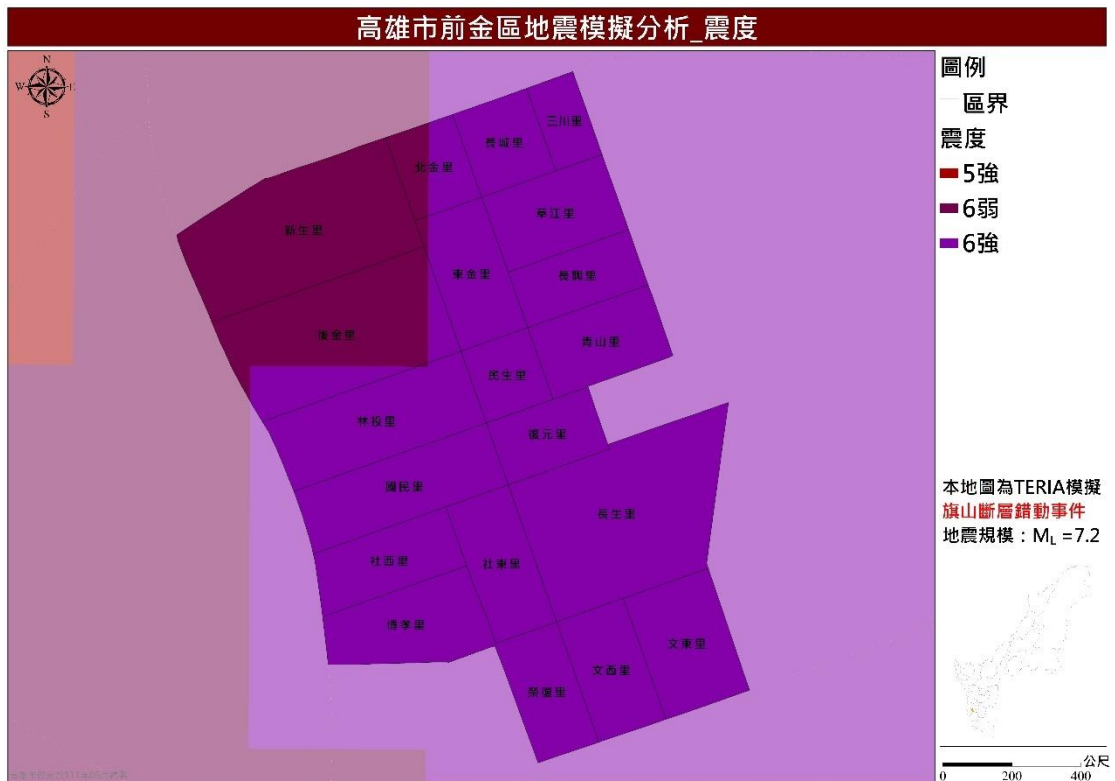 高雄市前金區地震模擬分析_震度
N
W E
S
圖例
區界
震度
5強
6弱
6強
三川里
長城里
北金里
草江里
新生里
東金里
長興里
後金里
青山里
民生里
林投里
復元里
國民里
長生里
社西里
社東里
博孝里
文東里
文西里
榮復里
本地圖為TERIA模擬
旗山斷層錯動事件
地震規模：ML =7.2
公尺
0 200 400